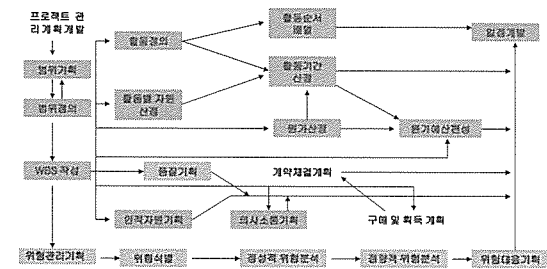 프로젝트 관
리계획개발
범위기획
범위정의
WBS 작성
위험관리기획
활동정의
활동별 자원
산정
활동순서
배열
활동기간
산정
일정개발
원가산정
원가예산편성
품질기획
계약체결계획
인적자원기획
의사소통기획
구매 및 획득 계획
위험식별
정성적 위험분석
정량적 위험분석
위험대응기획